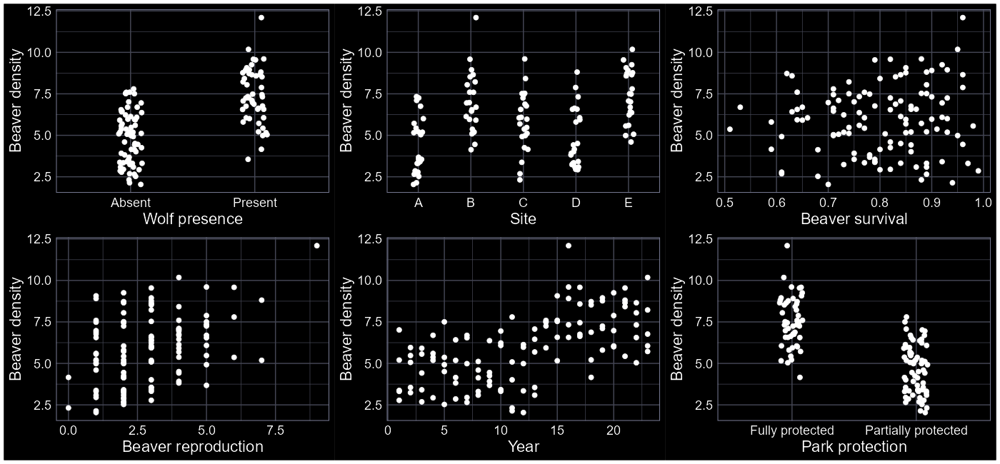 Beaver density
12.5
10.0
7.5
5.0
2.5
Absent Present
Wolf presence
Beaver density
12.5
10.0
7.5
5.0
2.5
A B C D E
Site
Beaver density
12.5
10.0
7.5
5.0
2.5
0.5 0.6 0.7 0.8 0.9 1.0
Beaver survival
Beaver density
12.5
10.0
7.5
5.0
2.5
0.0 2.5 5.0 7.5
Beaver reproduction
Beaver density
12.5
10.0
7.5
5.0
2.5
0 5 10 15 20
Year
Beaver density
12.5
10.0
7.5
5.0
2.5
Fully protected Partially protected
Park protection